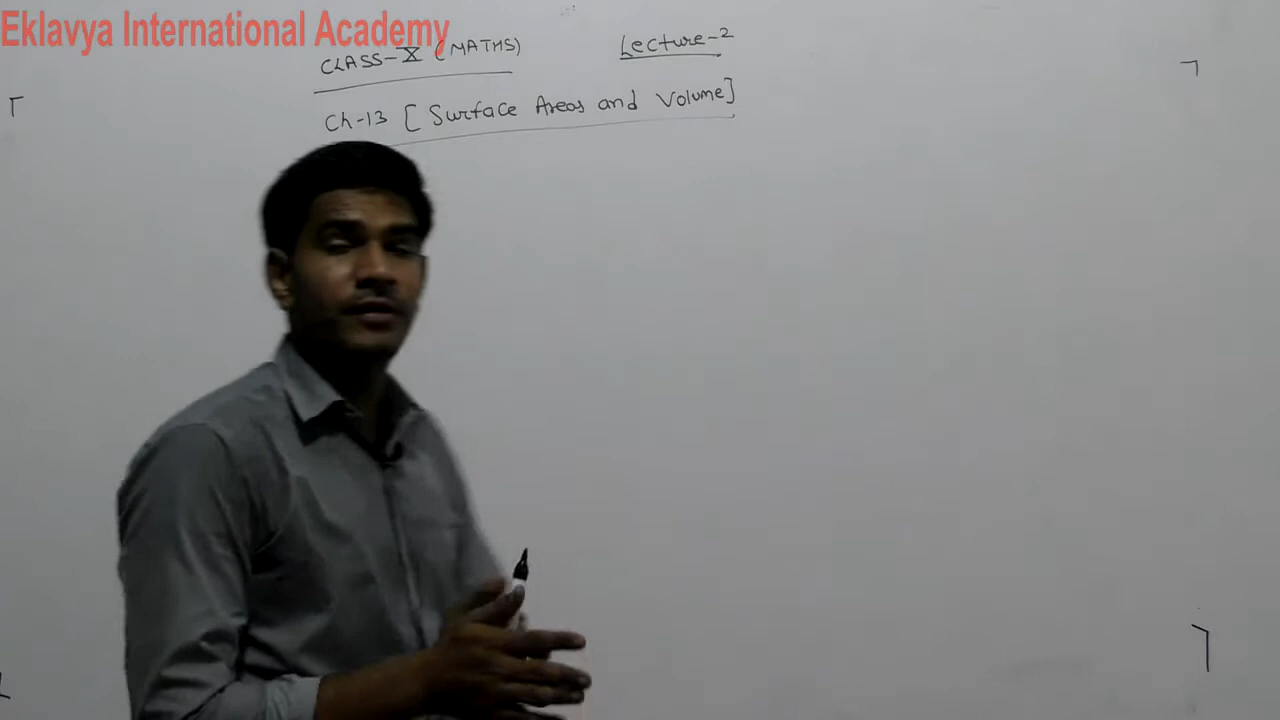 Eklavya International Academy
CLASS-X (MATHS) Lecture-2
Ch-13 [Surface Areas and Volume]